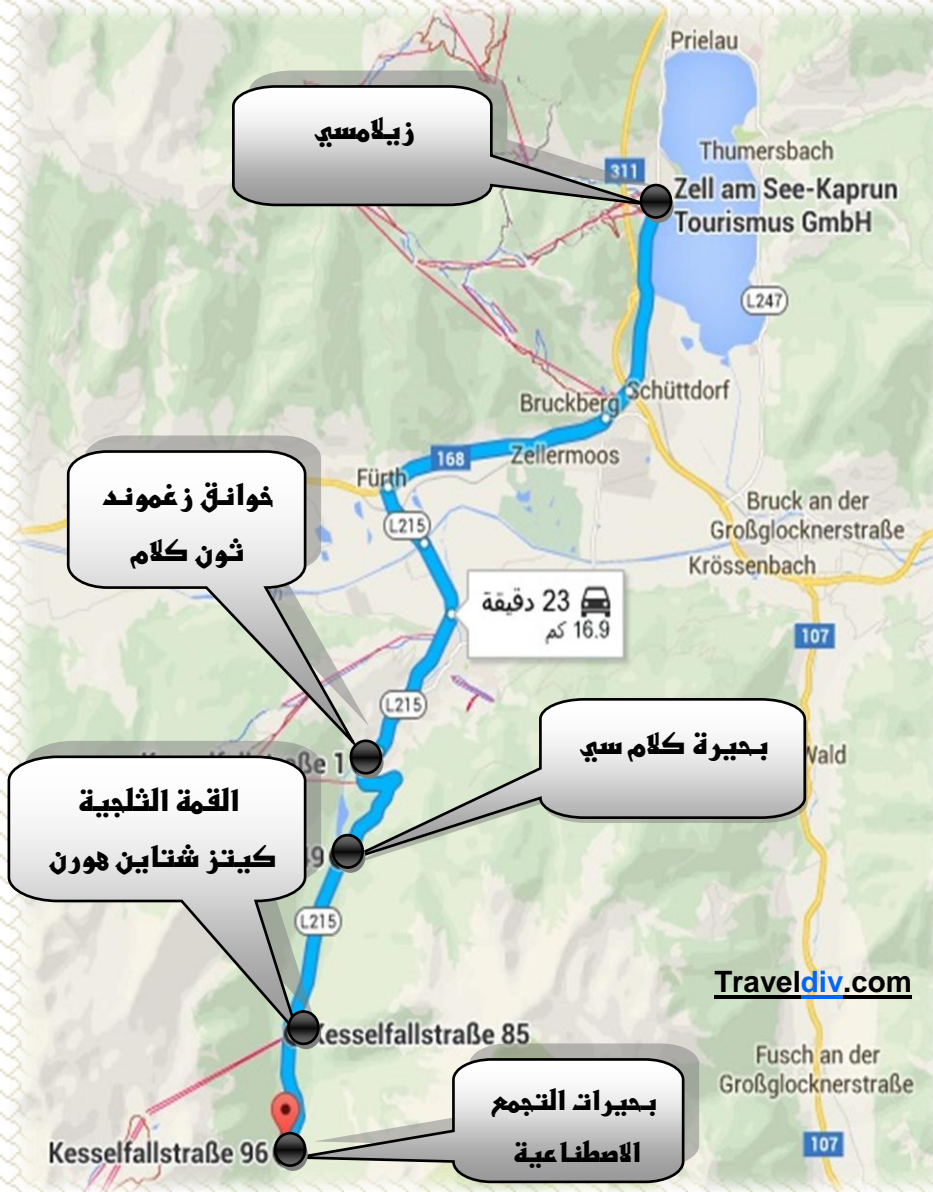 Prielau
زيلامسي
Thumersbach
311
Zell am See-Kaprun
Tourismus GmbH
L247
Schüttdorf
Bruckberg
168
Zellermoos
Fürth
خوانق زغموند
ثون كلام
L215
Bruck an der
Großglocknerstraße
Krössenbach
23 دقيقة
16.9 كم
107
L215
بحيرة كلام سي
1
Wald
القمة الثلجية
كيتز شتاين هورن
L215
Traveldiv.com
Kesselfallstraße 85
Fusch an der
Großglocknerstraße
بحيرات التجمع
الاصطناعية
Kesselfallstraße 96
107